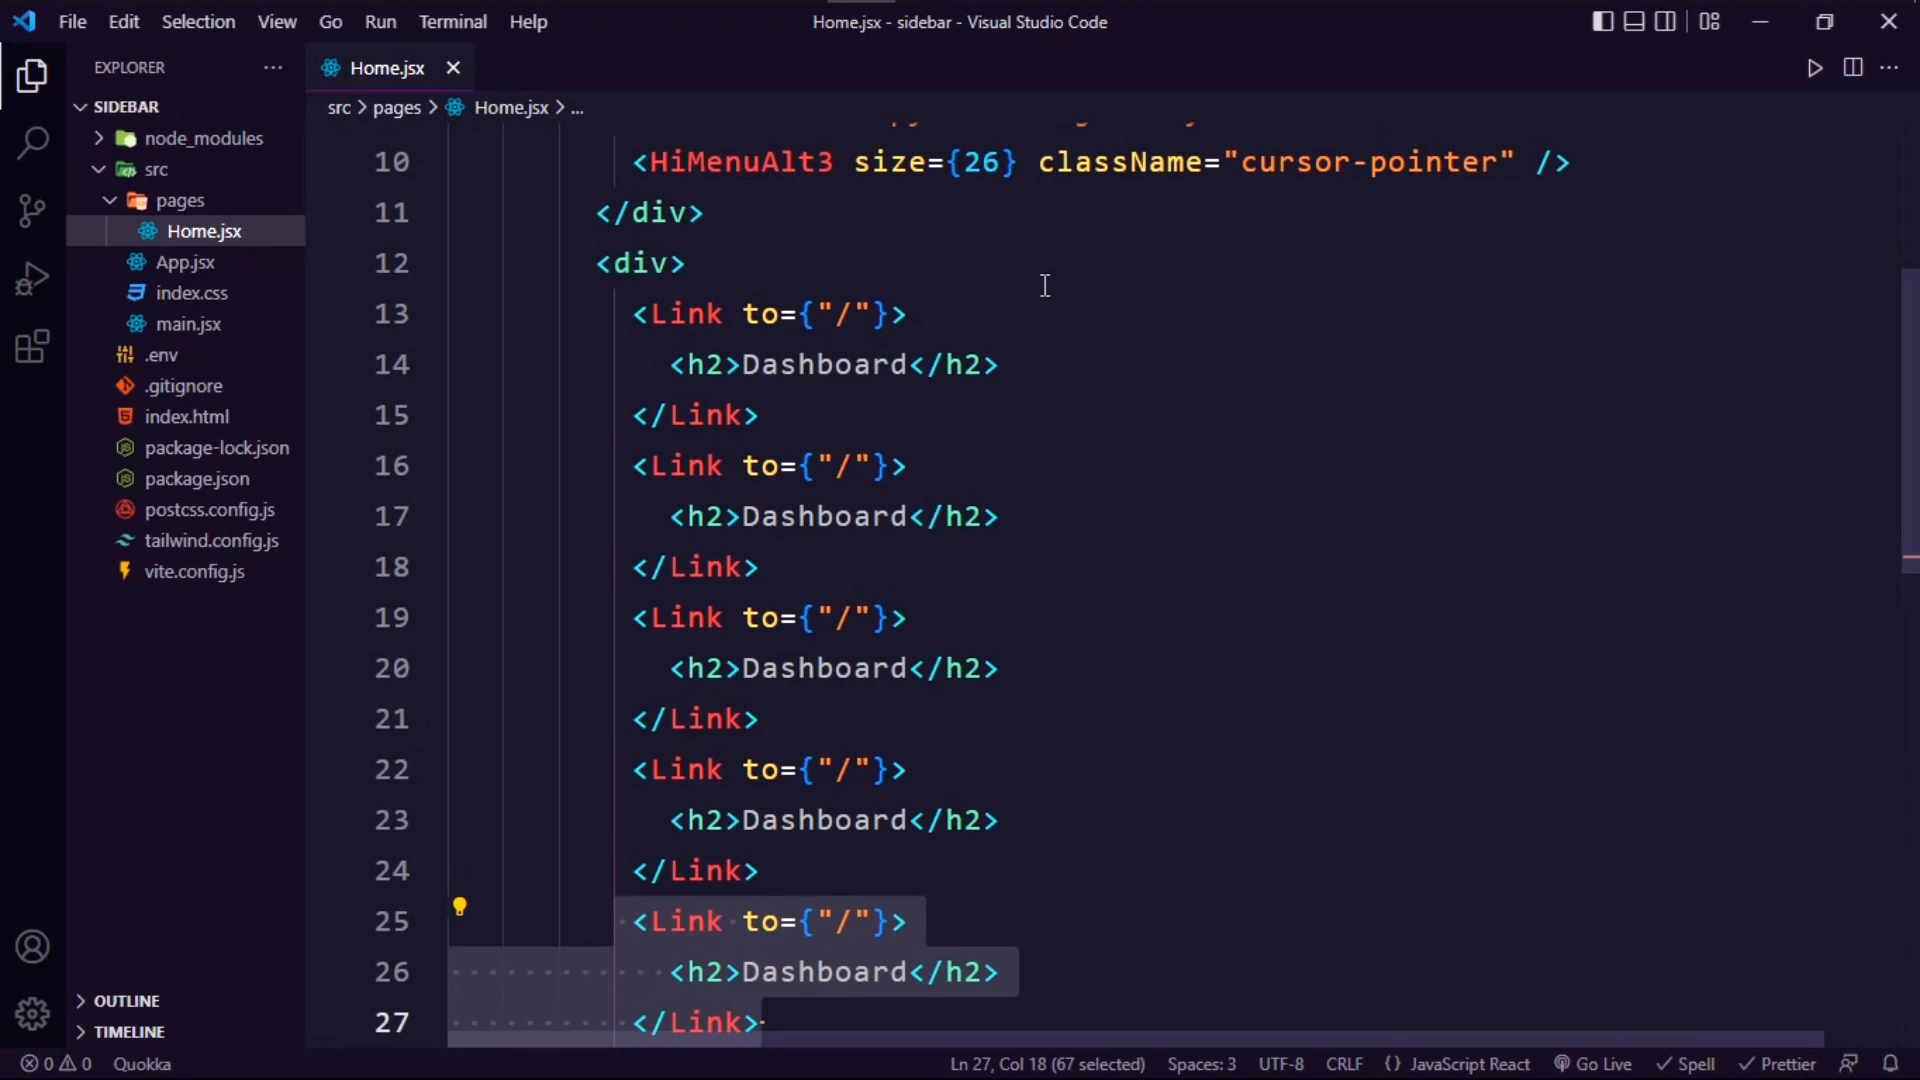 File Edit Selection View Go Run Terminal Help
Home.jsx - sidebar - Visual Studio Code
EXPLORER
SIDEBAR
node_modules
src
pages
Home.jsx
App.jsx
index.css
main.jsx
.env
.gitignore
index.html
package-lock.json
package.json
postcss.config.js
tailwind.config.js
vite.config.js
OUTLINE
TIMELINE
Home.jsx
src > pages > Home.jsx > ...
10 <HiMenuAlt3 size={26} className="cursor-pointer" />
11 </div>
12 <div>
13 <Link to={"/"}>
14 <h2>Dashboard</h2>
15 </Link>
16 <Link to={"/"}>
17 <h2>Dashboard</h2>
18 </Link>
19 <Link to={"/"}>
20 <h2>Dashboard</h2>
21 </Link>
22 <Link to={"/"}>
23 <h2>Dashboard</h2>
24 </Link>
25 <Link to={"/"}>
26 <h2>Dashboard</h2>
27 </Link>
0 0 Quokka Ln 27, Col 18 (67 selected) Spaces: 3 UTF-8 CRLF {} JavaScript React Go Live Spell Prettier